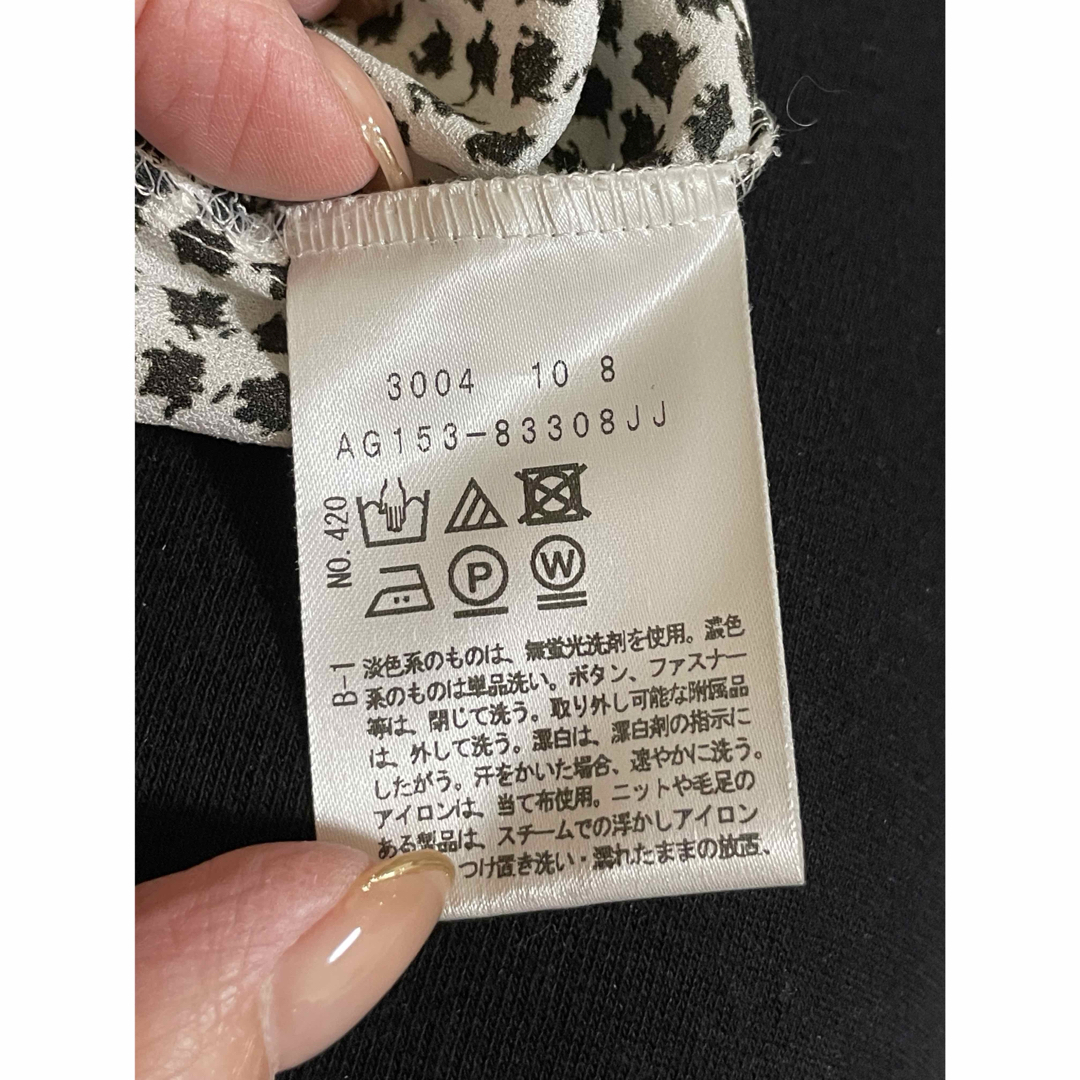 3004 10 8
AG153-83308JJ
NO.420
P
W
B-1
淡色系のものは、無蛍光洗剤を使用。濃色
系のものは単品洗い。ボタン、ファスナー
等は、閉じて洗う。取り外し可能な附属品
は、外して洗う。漂白は、漂白剤の指示に
したがう。汗をかいた場合、速やかに洗う。
アイロンは、当て布使用。ニットや毛足の
ある製品は、スチームでの浮かしアイロン
つけ置き洗い・濡れたままの放置、